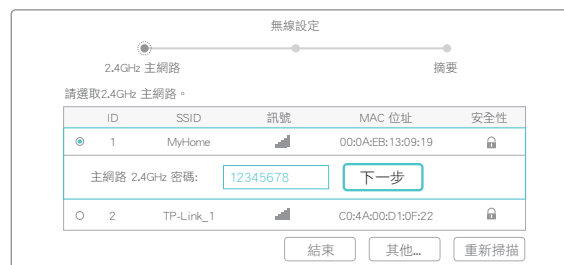 無線設定
2.4GHz 主網路 摘要
請選取2.4GHz 主網路。
ID SSID 訊號 MAC 位址 安全性
1 MyHome 00:0A:EB:13:09:19
主網路 2.4GHz 密碼: 12345678 下一步
2 TP-Link_1 C0:4A:00:D1:0F:22
結束 其他... 重新掃描